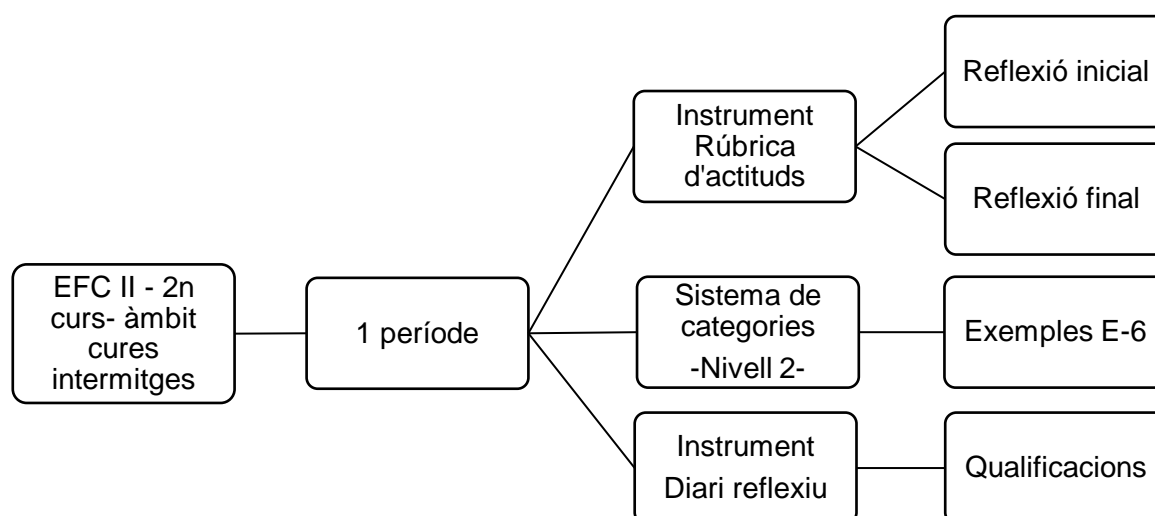 EFC II - 2n
curs- àmbit
cures
intermitges
1 període
Instrument
Rúbrica
d'actituds
Reflexió inicial
Reflexió final
Sistema de
categories
-Nivell 2-
Exemples E-6
Instrument
Diari reflexiu
Qualificacions